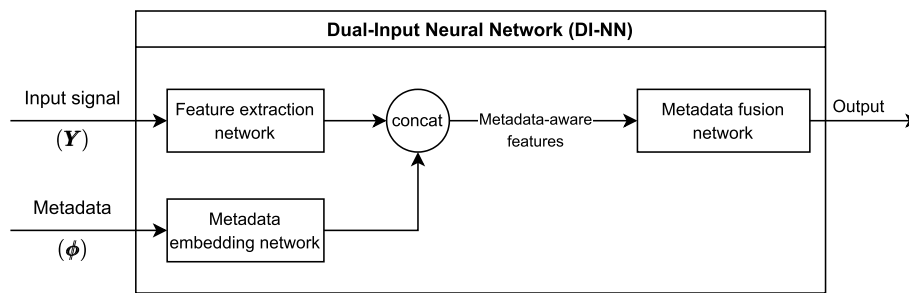 Dual-Input Neural Network (DI-NN)
Input signal
(Y)
Feature extraction
network
concat
Metadata-aware
features
Metadata fusion
network
Output
Metadata
(ϕ)
Metadata
embedding network